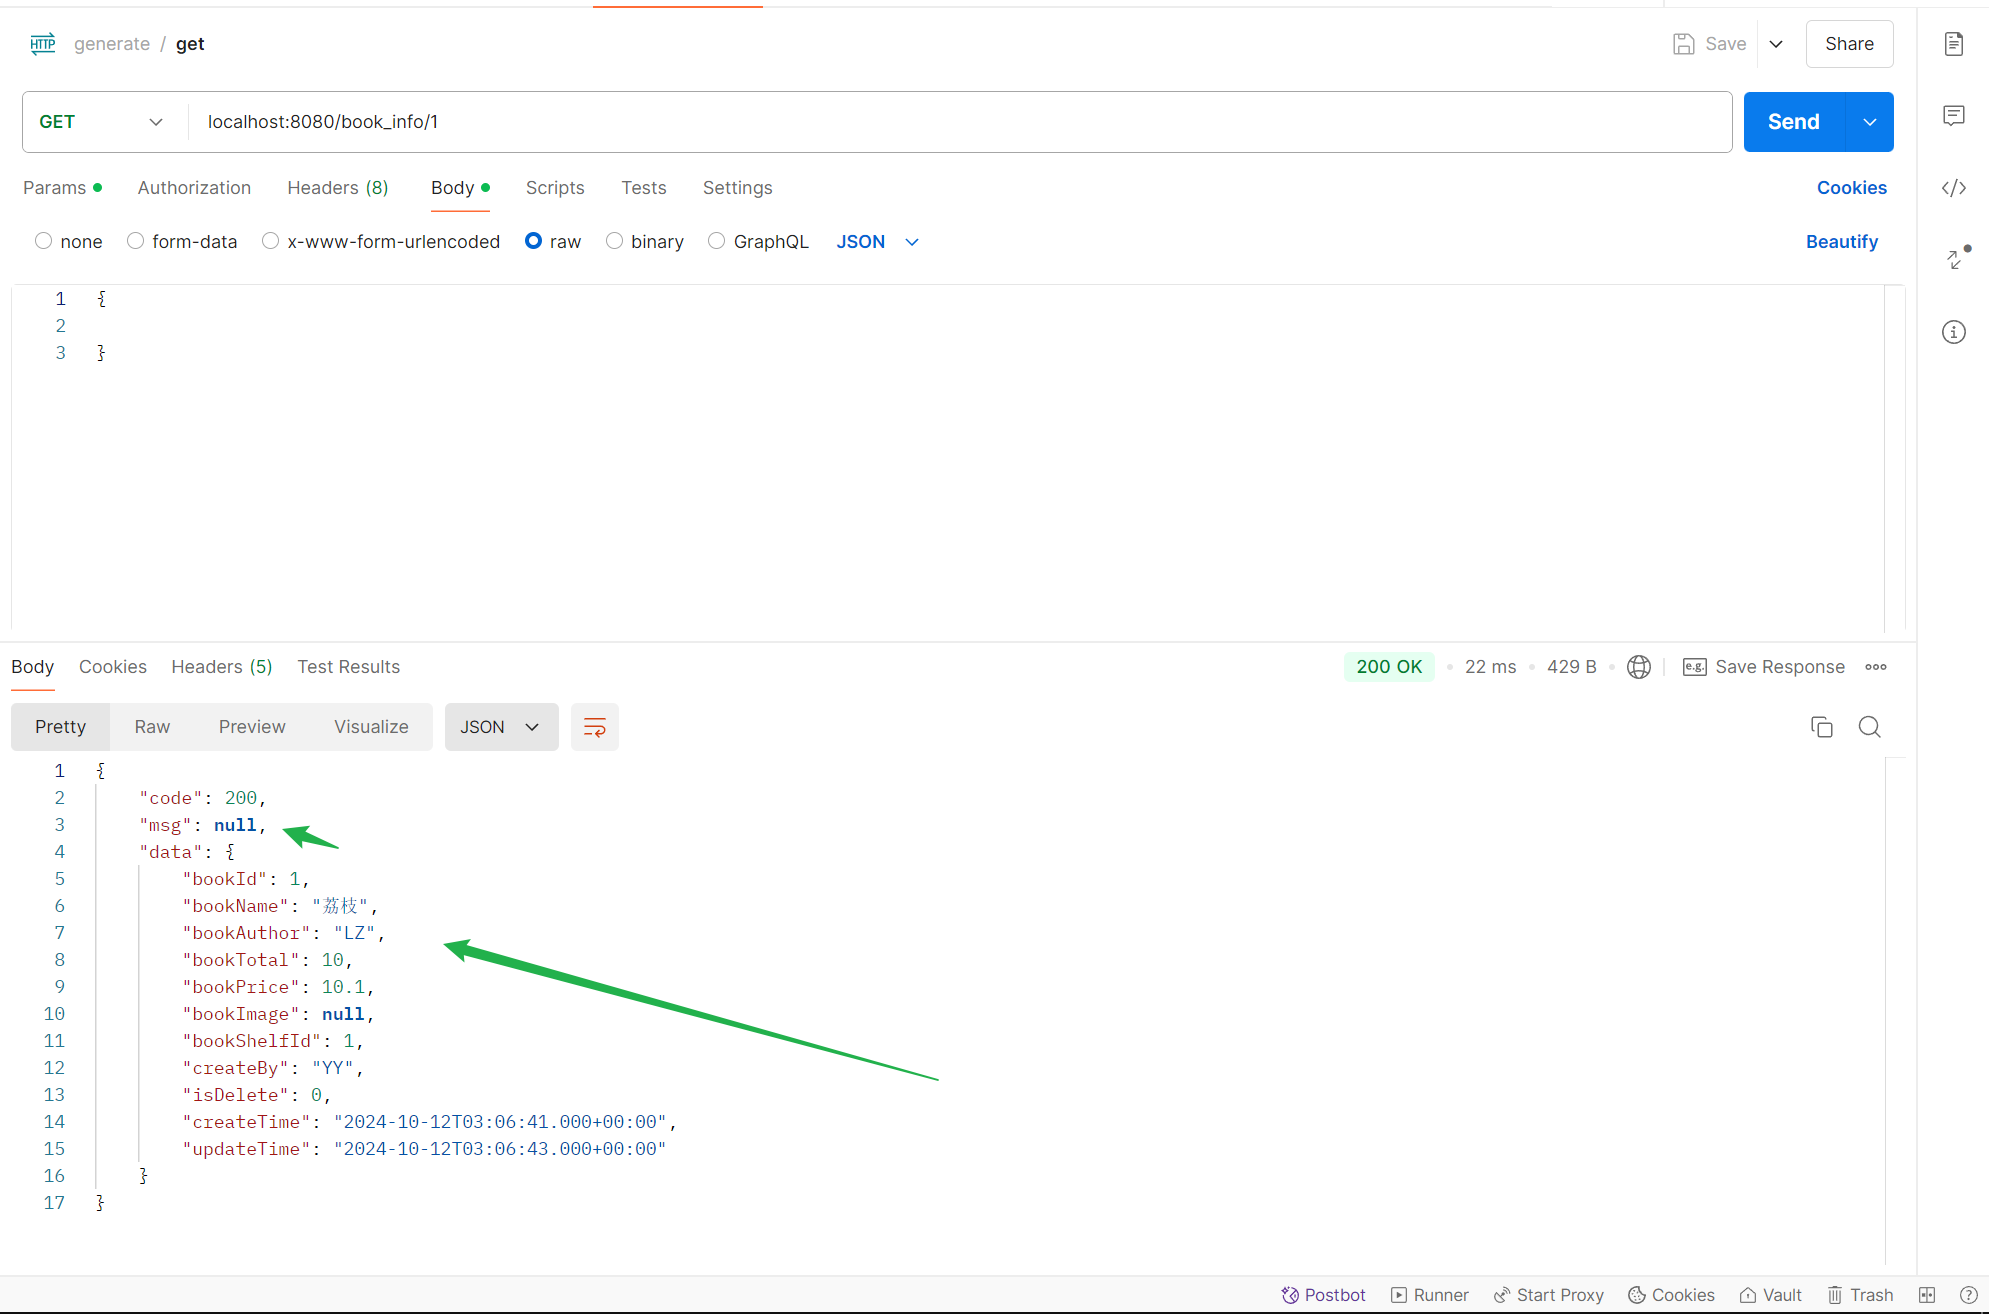 HTTP generate / get Save Share
GET localhost:8080/book_info/1 Send
Params Authorization Headers (8) Body Scripts Tests Settings Cookies
none form-data x-www-form-urlencoded raw binary GraphQL JSON Beautify
1 {
2
3 }
Body Cookies Headers (5) Test Results 200 OK 22 ms 429 B e.g. Save Response
Pretty Raw Preview Visualize JSON
1 {
2 "code": 200,
3 "msg": null,
4 "data": {
5 "bookId": 1,
6 "bookName": "荔枝",
7 "bookAuthor": "LZ",
8 "bookTotal": 10,
9 "bookPrice": 10.1,
10 "bookImage": null,
11 "bookShelfId": 1,
12 "createBy": "YY",
13 "isDelete": 0,
14 "createTime": "2024-10-12T03:06:41.000+00:00",
15 "updateTime": "2024-10-12T03:06:43.000+00:00"
16 }
17 }
Postbot Runner Start Proxy Cookies Vault Trash